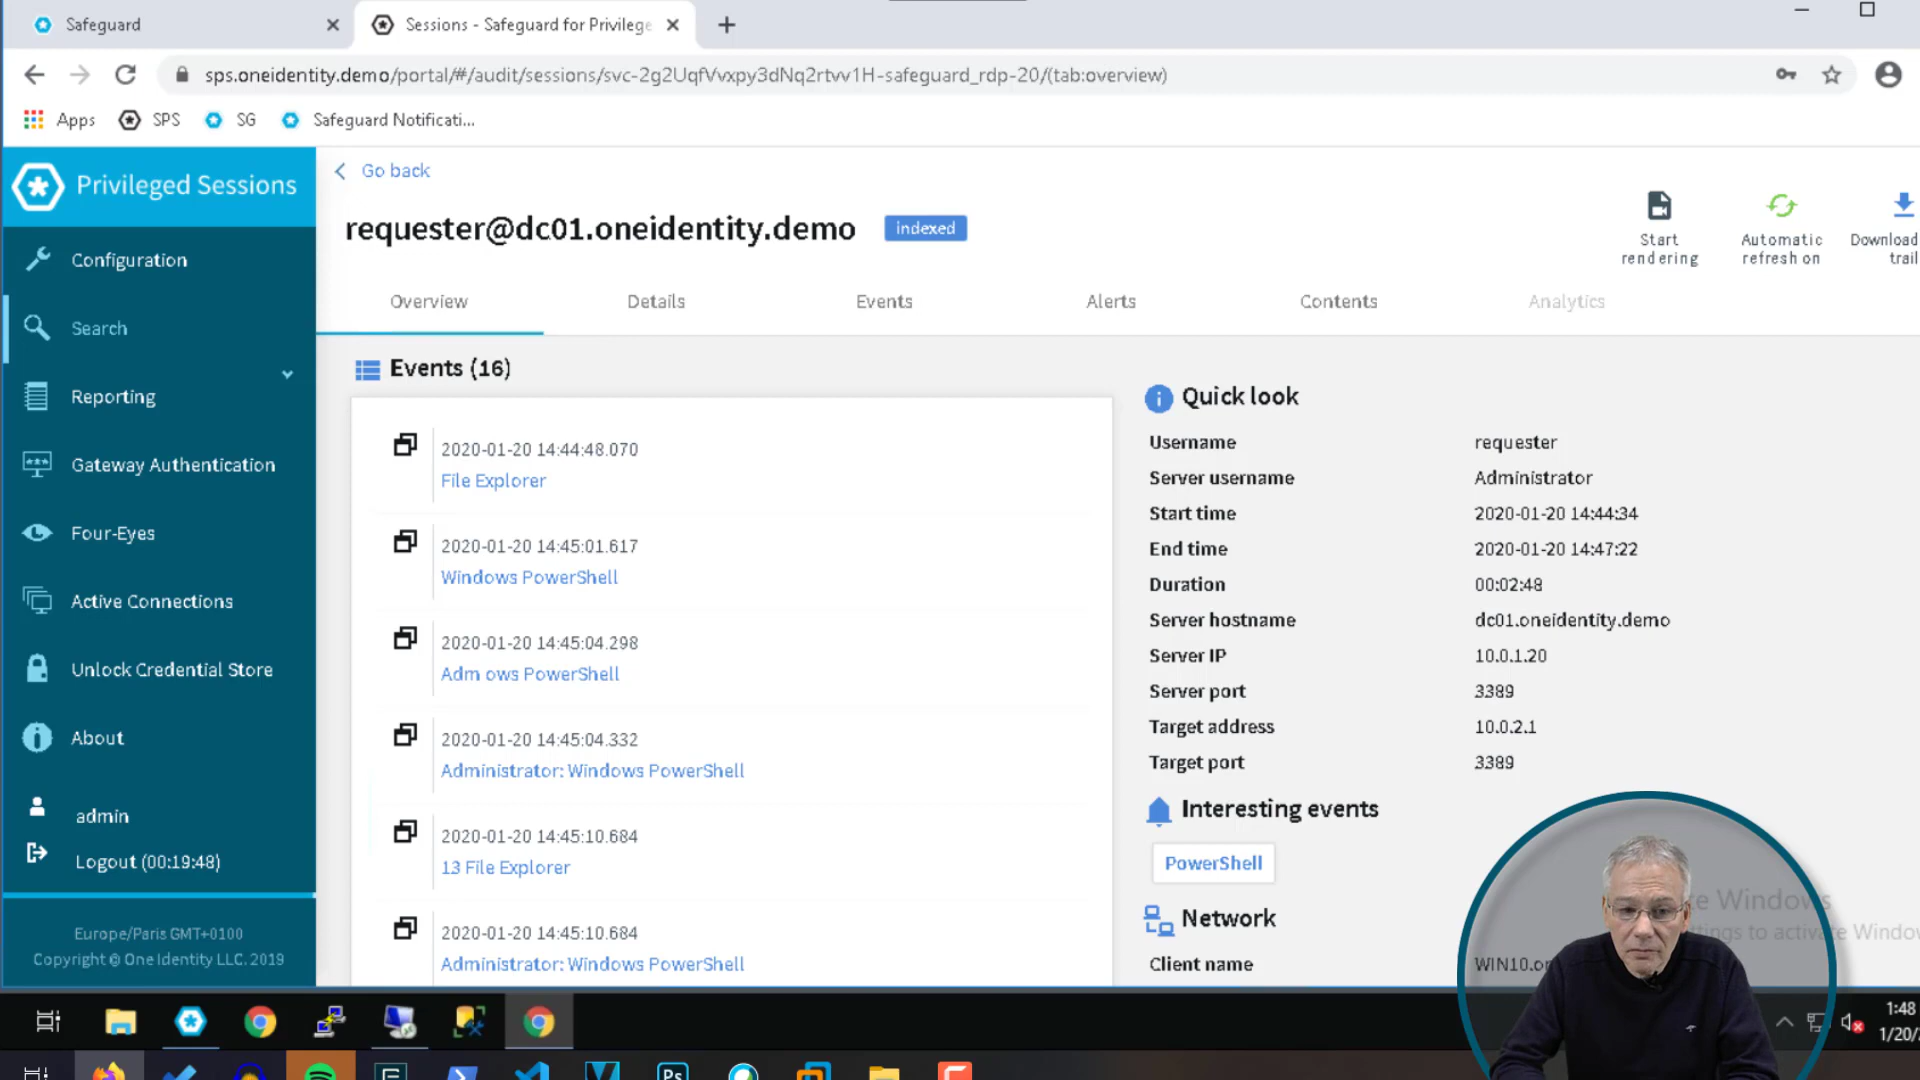 Safeguard
Sessions - Safeguard for Privilege
sps.oneidentity.demo/portal/#/audit/sessions/svc-2g2UqfVvxpy3dNq2rtvv1H-safeguard_rdp-20/(tab:overview)
Apps
SPS
SG
Safeguard Notificati...
Privileged Sessions
Configuration
Search
Reporting
Gateway Authentication
Four-Eyes
Active Connections
Unlock Credential Store
About
admin
Logout (00:19:48)
Europe/Paris GMT+0100
Copyright @ One Identity LLC. 2019
Go back
requester@dc01.oneidentity.demo
indexed
Start
rendering
Automatic
refresh on
Download
trail
Overview
Details
Events
Alerts
Contents
Analytics
Events (16)
2020-01-20 14:44:48.070
File Explorer
2020-01-20 14:45:01.617
Windows PowerShell
2020-01-20 14:45:04.298
Adm ows PowerShell
2020-01-20 14:45:04.332
Administrator: Windows PowerShell
2020-01-20 14:45:10.684
13 File Explorer
2020-01-20 14:45:10.684
Administrator: Windows PowerShell
Quick look
Username requester
Server username Administrator
Start time 2020-01-20 14:44:34
End time 2020-01-20 14:47:22
Duration 00:02:48
Server hostname dc01.oneidentity.demo
Server IP 10.0.1.20
Server port 3389
Target address 10.0.2.1
Target port 3389
Interesting events
PowerShell
Network
Client name WIN10.on
Windows
to activate Windo
1:48
1/20/
Ps